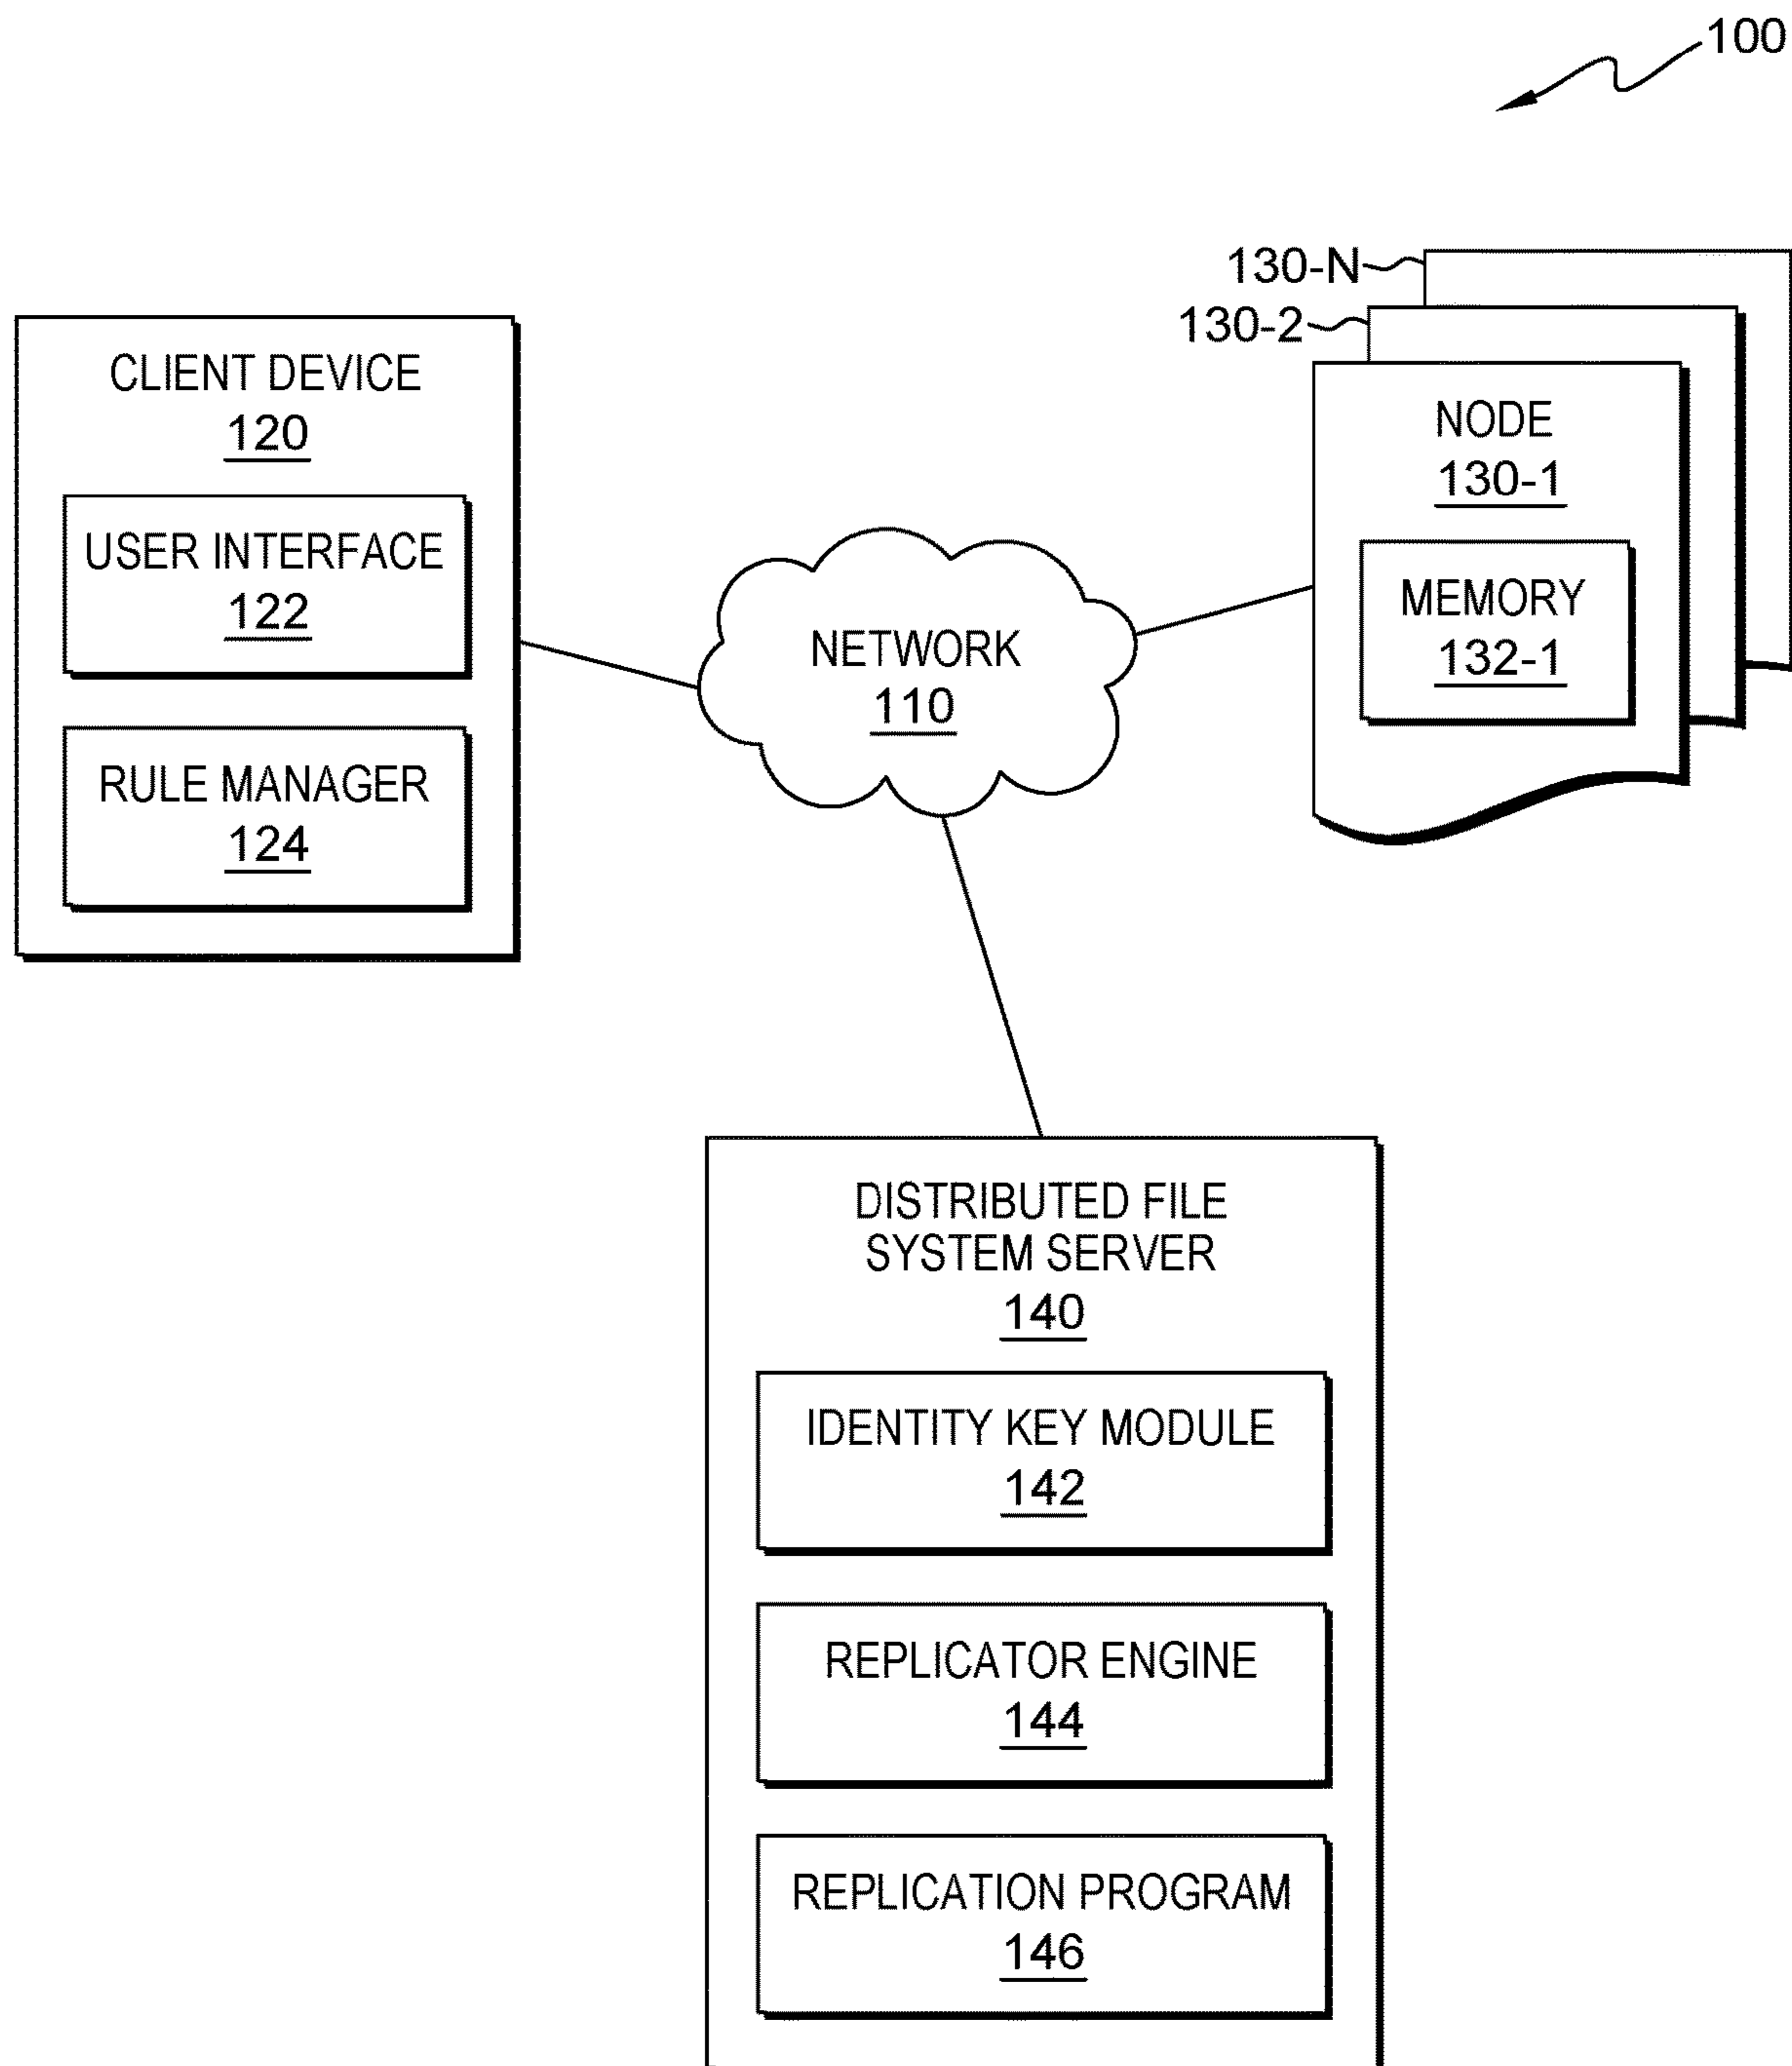 100
130-N
130-2
CLIENT DEVICE
120
USER INTERFACE
122
RULE MANAGER
124
NETWORK
110
NODE
130-1
MEMORY
132-1
DISTRIBUTED FILE
SYSTEM SERVER
140
IDENTITY KEY MODULE
142
REPLICATOR ENGINE
144
REPLICATION PROGRAM
146